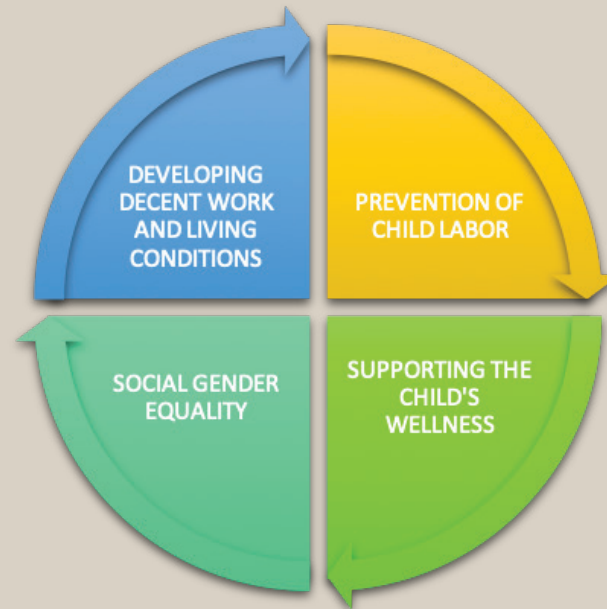 DEVELOPING
DECENT WORK
AND LIVING
CONDITIONS
PREVENTION OF
CHILD LABOR
SOCIAL GENDER
EQUALITY
SUPPORTING THE
CHILD'S
WELLNESS